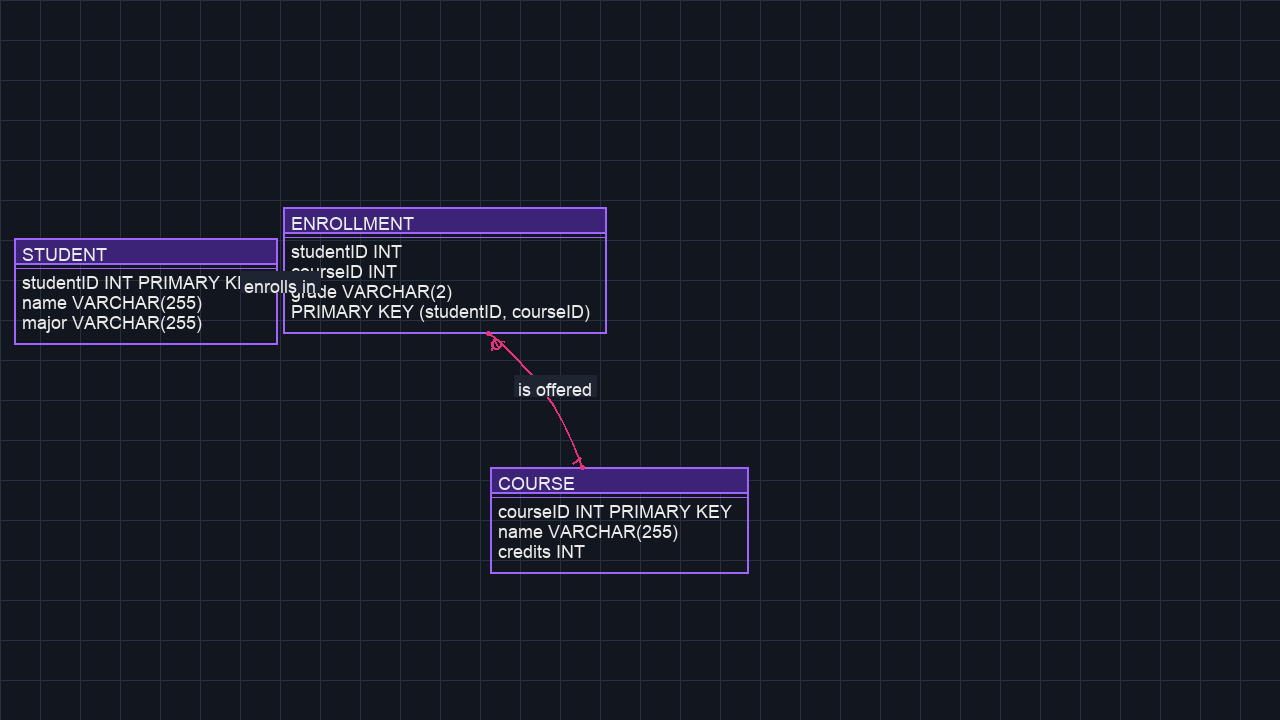 STUDENT
studentID INT PRIMARY
name VARCHAR(255)
major VARCHAR(255)
enrolls in
ENROLLMENT
studentID INT
courseID INT
grade VARCHAR(2)
PRIMARY KEY (studentID, courseID)
is offered
COURSE
courseID INT PRIMARY KEY
name VARCHAR(255)
credits INT